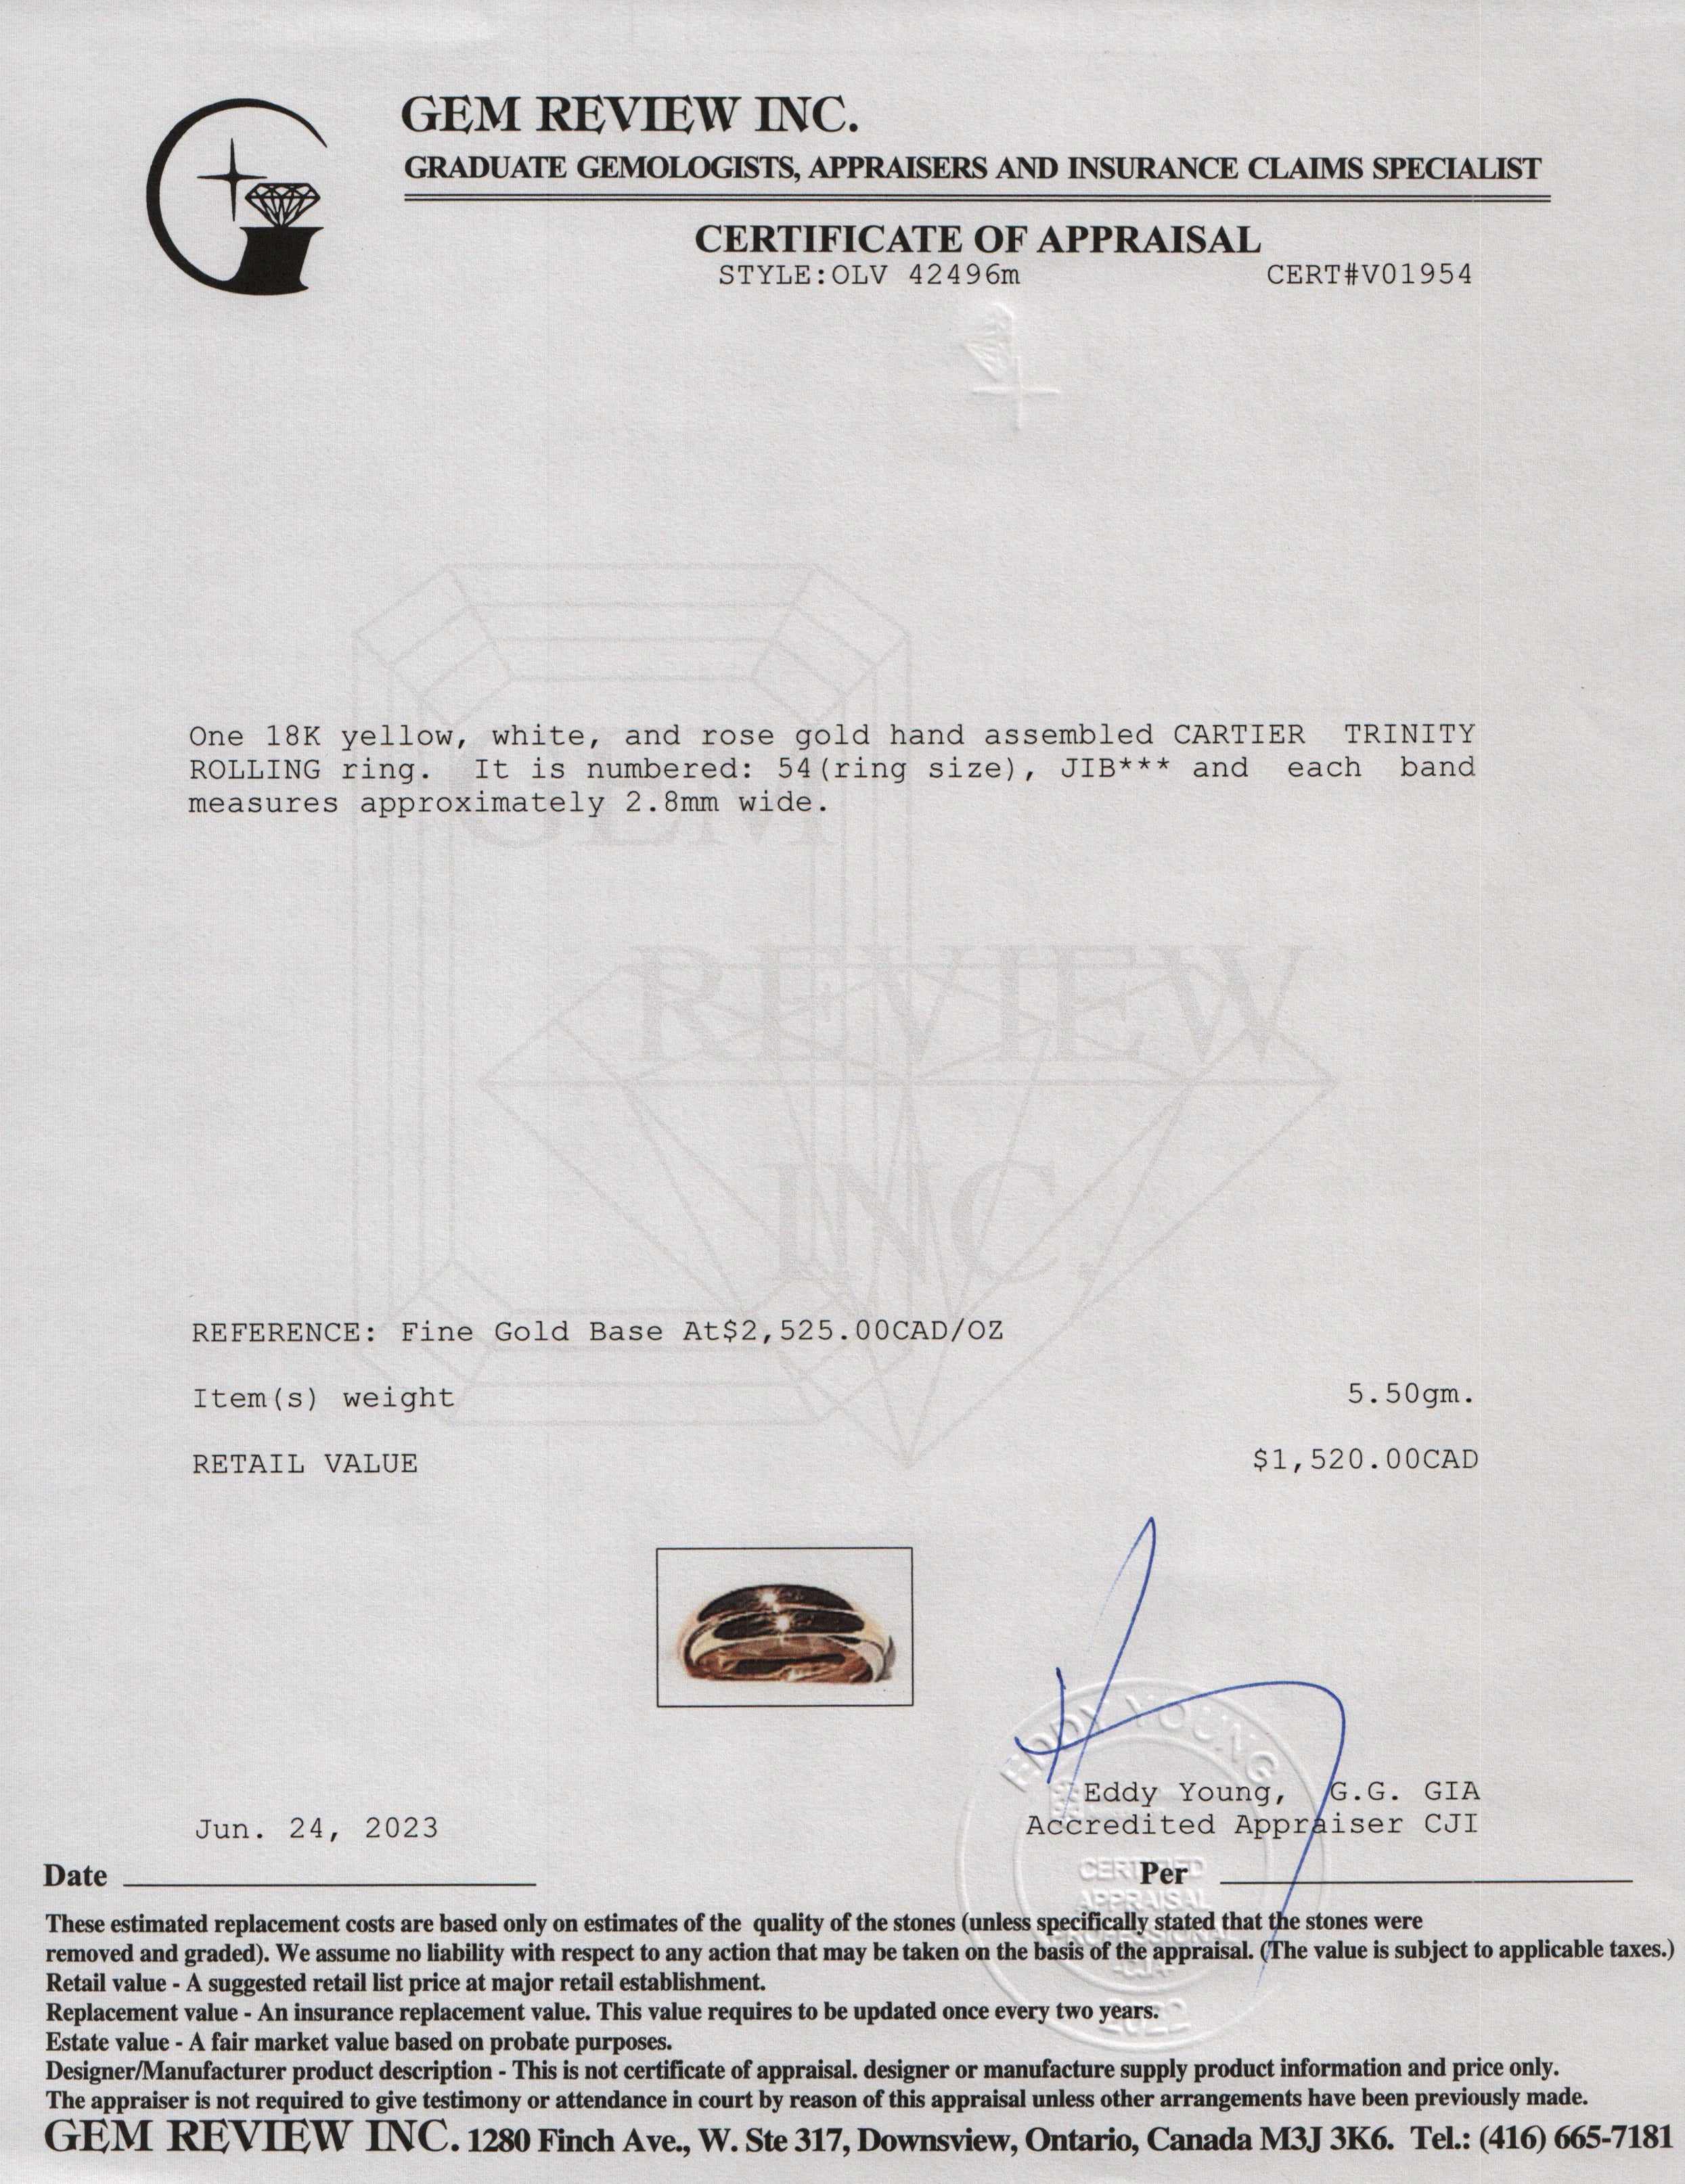 GEM REVIEW INC.
GRADUATE GEMOLOGISTS, APPRAISERS AND INSURANCE CLAIMS SPECIALIST
CERTIFICATE OF APPRAISAL
STYLE:OLV 42496m CERT#V01954
One 18K yellow, white, and rose gold hand assembled CARTIER TRINITY
ROLLING ring. It is numbered: 54(ring size), JIB*** and each band
measures approximately 2.8mm wide.
GEM
REVIEW
INC.
REFERENCE: Fine Gold Base At$2,525.00CAD/OZ
Item(s) weight 5.50gm.
RETAIL VALUE $1,520.00CAD
EDDY YOUNG
Eddy Young, G.G. GIA
Jun. 24, 2023 Accredited Appraiser CJI
Date Per
CERTIFIED
APPRAISAL
PROFESSIONAL
2022
These estimated replacement costs are based only on estimates of the quality of the stones (unless specifically stated that the stones were
removed and graded). We assume no liability with respect to any action that may be taken on the basis of the appraisal. (The value is subject to applicable taxes.)
Retail value - A suggested retail list price at major retail establishment.
Replacement value - An insurance replacement value. This value requires to be updated once every two years.
Estate value - A fair market value based on probate purposes.
Designer/Manufacturer product description - This is not certificate of appraisal. designer or manufacture supply product information and price only.
The appraiser is not required to give testimony or attendance in court by reason of this appraisal unless other arrangements have been previously made.
GEM REVIEW INC. 1280 Finch Ave., W. Ste 317, Downsview, Ontario, Canada M3J 3K6. Tel.: (416) 665-7181